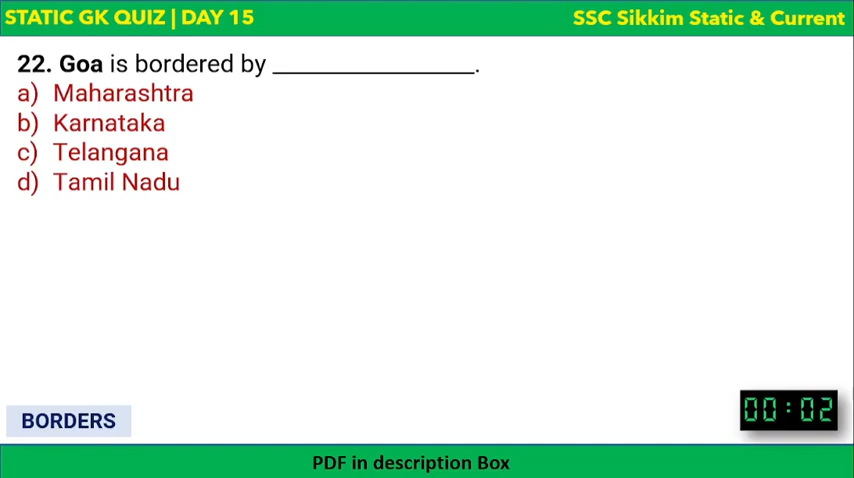 STATIC GK QUIZ | DAY 15
SSC Sikkim Static & Current
22. Goa is bordered by _________________.
a) Maharashtra
b) Karnataka
c) Telangana
d) Tamil Nadu
00:02
BORDERS
PDF in description Box